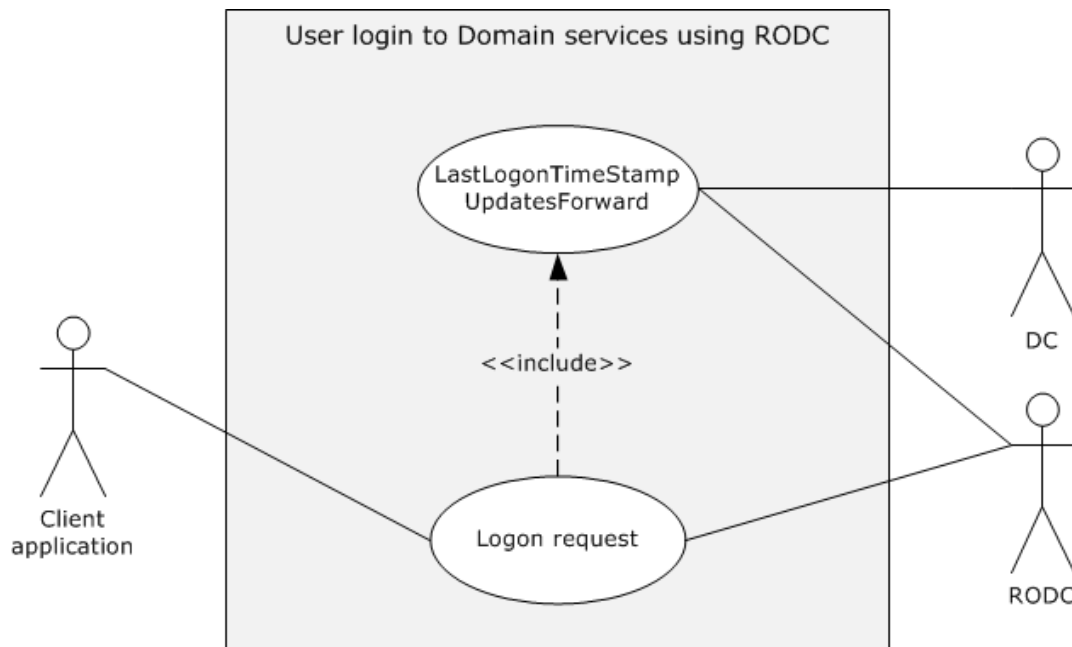 User login to Domain services using RODC
LastLogonTimeStamp
UpdatesForward
DC
<<include>>
Client
application
Logon request
RODC